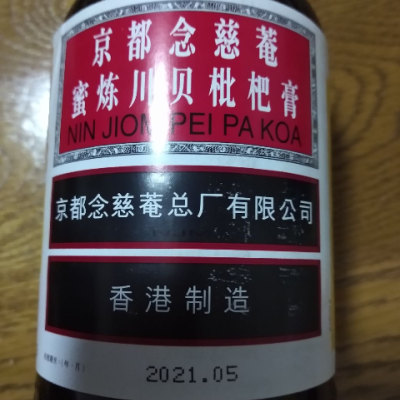 京都念慈菴
蜜炼川贝枇杷膏
NIN JIOM PEI PA KOA
京都念慈菴总厂有限公司
香港制造
2021.05